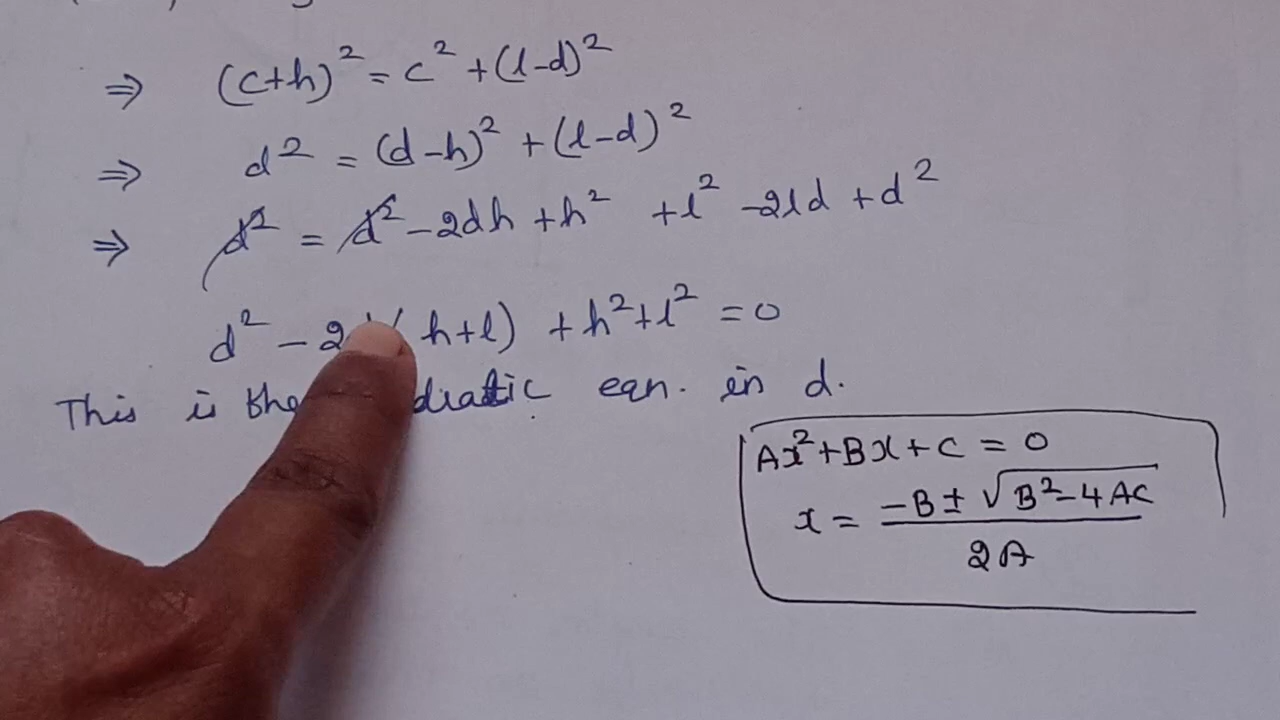 ⇒ (c+h)² = c² + (l-d)²
⇒ d² = (d-h)² + (l-d)²
⇒ d² = d² - 2dh + h² + l² - 2ld + d²
d² - 2 ( h+l) + h² + l² = 0
This is the dratic eqn. in d.
Ax² + Bx + C = 0
x = -B ± √B² - 4AC / 2A